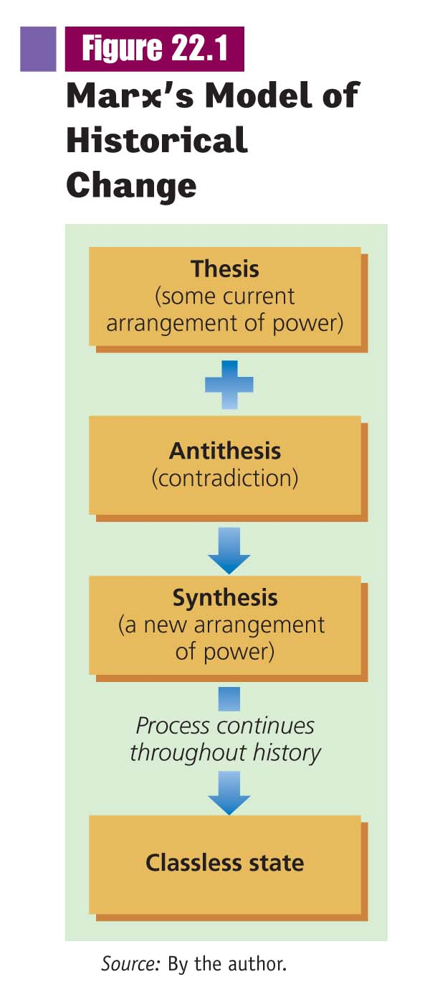 Figure 22.1
Marx's Model of
Historical
Change
Thesis
(some current
arrangement of power)
Antithesis
(contradiction)
Synthesis
(a new arrangement
of power)
Process continues
throughout history
Classless state
Source: By the author.